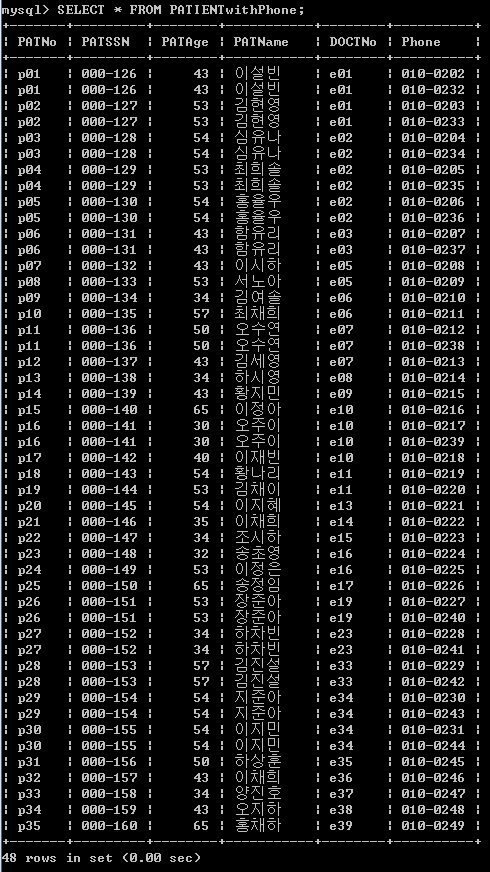 mysql> SELECT * FROM PATIENTwithPhone;
+-------+---------+--------+----------+--------+----------+
| PATNo | PATSSN | PATAge | PATName | DOCTNo | Phone |
+-------+---------+--------+----------+--------+----------+
| p01 | 000-126 | 43 | 이설빈 | e01 | 010-0202 |
| p01 | 000-126 | 43 | 이설빈 | e01 | 010-0232 |
| p02 | 000-127 | 53 | 김현영 | e01 | 010-0203 |
| p02 | 000-127 | 53 | 김현영 | e01 | 010-0233 |
| p03 | 000-128 | 54 | 심유나 | e02 | 010-0204 |
| p03 | 000-128 | 54 | 심유나 | e02 | 010-0234 |
| p04 | 000-129 | 53 | 최희솔 | e02 | 010-0205 |
| p04 | 000-129 | 53 | 최희솔 | e02 | 010-0235 |
| p05 | 000-130 | 54 | 홍율우 | e02 | 010-0206 |
| p05 | 000-130 | 54 | 홍율우 | e02 | 010-0236 |
| p06 | 000-131 | 43 | 함유리 | e03 | 010-0207 |
| p06 | 000-131 | 43 | 함유리 | e03 | 010-0237 |
| p07 | 000-132 | 43 | 이시하 | e05 | 010-0208 |
| p08 | 000-133 | 53 | 서노아 | e05 | 010-0209 |
| p09 | 000-134 | 34 | 김여솔 | e06 | 010-0210 |
| p10 | 000-135 | 57 | 최채희 | e06 | 010-0211 |
| p11 | 000-136 | 50 | 오수연 | e07 | 010-0212 |
| p11 | 000-136 | 50 | 오수연 | e07 | 010-0238 |
| p12 | 000-137 | 43 | 김세영 | e07 | 010-0213 |
| p13 | 000-138 | 34 | 하시영 | e08 | 010-0214 |
| p14 | 000-139 | 43 | 황지민 | e09 | 010-0215 |
| p15 | 000-140 | 65 | 이정아 | e10 | 010-0216 |
| p16 | 000-141 | 30 | 오주이 | e10 | 010-0217 |
| p16 | 000-141 | 30 | 오주이 | e10 | 010-0239 |
| p17 | 000-142 | 40 | 이재빈 | e10 | 010-0218 |
| p18 | 000-143 | 54 | 황나리 | e11 | 010-0219 |
| p19 | 000-144 | 53 | 김채이 | e11 | 010-0220 |
| p20 | 000-145 | 54 | 이지혜 | e13 | 010-0221 |
| p21 | 000-146 | 35 | 이채희 | e14 | 010-0222 |
| p22 | 000-147 | 34 | 조시하 | e15 | 010-0223 |
| p23 | 000-148 | 32 | 송초영 | e16 | 010-0224 |
| p24 | 000-149 | 53 | 이정은 | e16 | 010-0225 |
| p25 | 000-150 | 65 | 송정임 | e17 | 010-0226 |
| p26 | 000-151 | 53 | 장준아 | e19 | 010-0227 |
| p26 | 000-151 | 53 | 장준아 | e19 | 010-0240 |
| p27 | 000-152 | 34 | 하차빈 | e23 | 010-0228 |
| p27 | 000-152 | 34 | 하차빈 | e23 | 010-0241 |
| p28 | 000-153 | 57 | 김진설 | e33 | 010-0229 |
| p28 | 000-153 | 57 | 김진설 | e33 | 010-0242 |
| p29 | 000-154 | 54 | 지준아 | e34 | 010-0230 |
| p29 | 000-154 | 54 | 지준아 | e34 | 010-0243 |
| p30 | 000-155 | 54 | 이지민 | e34 | 010-0231 |
| p30 | 000-155 | 54 | 이지민 | e34 | 010-0244 |
| p31 | 000-156 | 50 | 하상훈 | e35 | 010-0245 |
| p32 | 000-157 | 43 | 이채희 | e36 | 010-0246 |
| p33 | 000-158 | 34 | 양진호 | e37 | 010-0247 |
| p34 | 000-159 | 43 | 오지하 | e38 | 010-0248 |
| p35 | 000-160 | 65 | 홍채하 | e39 | 010-0249 |
+-------+---------+--------+----------+--------+----------+
48 rows in set (0.00 sec)